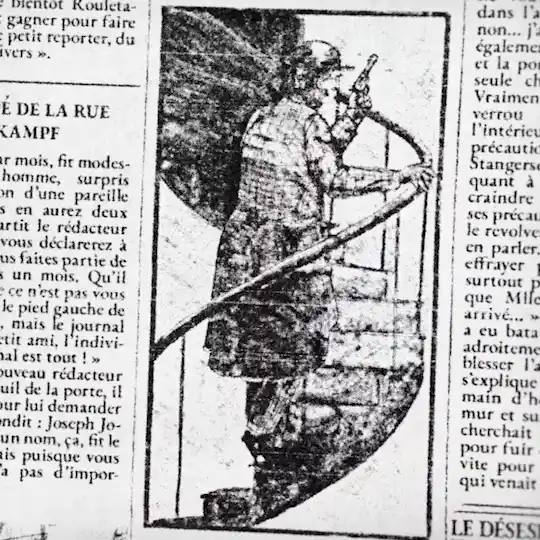 e bientôt Rouleta-
gagner pour faire
petit reporter, du
ivers ».
É DE LA RUE
KAMPF
ar mois, fit modes-
homme, surpris
on d'une pareille
s en aurez deux
artit le rédacteur
vous déclarerez à
us faites partie de
s un mois. Qu'il
e ce n'est pas vous
le pied gauche de
, mais le journal
etit ami, l'indivi-
nal est tout ! »
ouveau rédacteur
euil de la porte, il
our lui demander
ondit : Joseph Jo-
un nom, ça, fit le
ais puisque vous
'a pas d'impor-
dans l'a
non... j'a
égaleme
et la po
seule ch
Vraimen
verrou
l'intérieu
précautio
Stangerso
quant à
craindre
ses précau
le revolve
en parler.
effrayer p
surtout p
que Mlle
arrivé... »
a eu bata
adroiteme
blesser l'a
s'explique
main d'h
mur et su
cherchait
pour fuir
vite pour
qui venait
LE DÉSESP